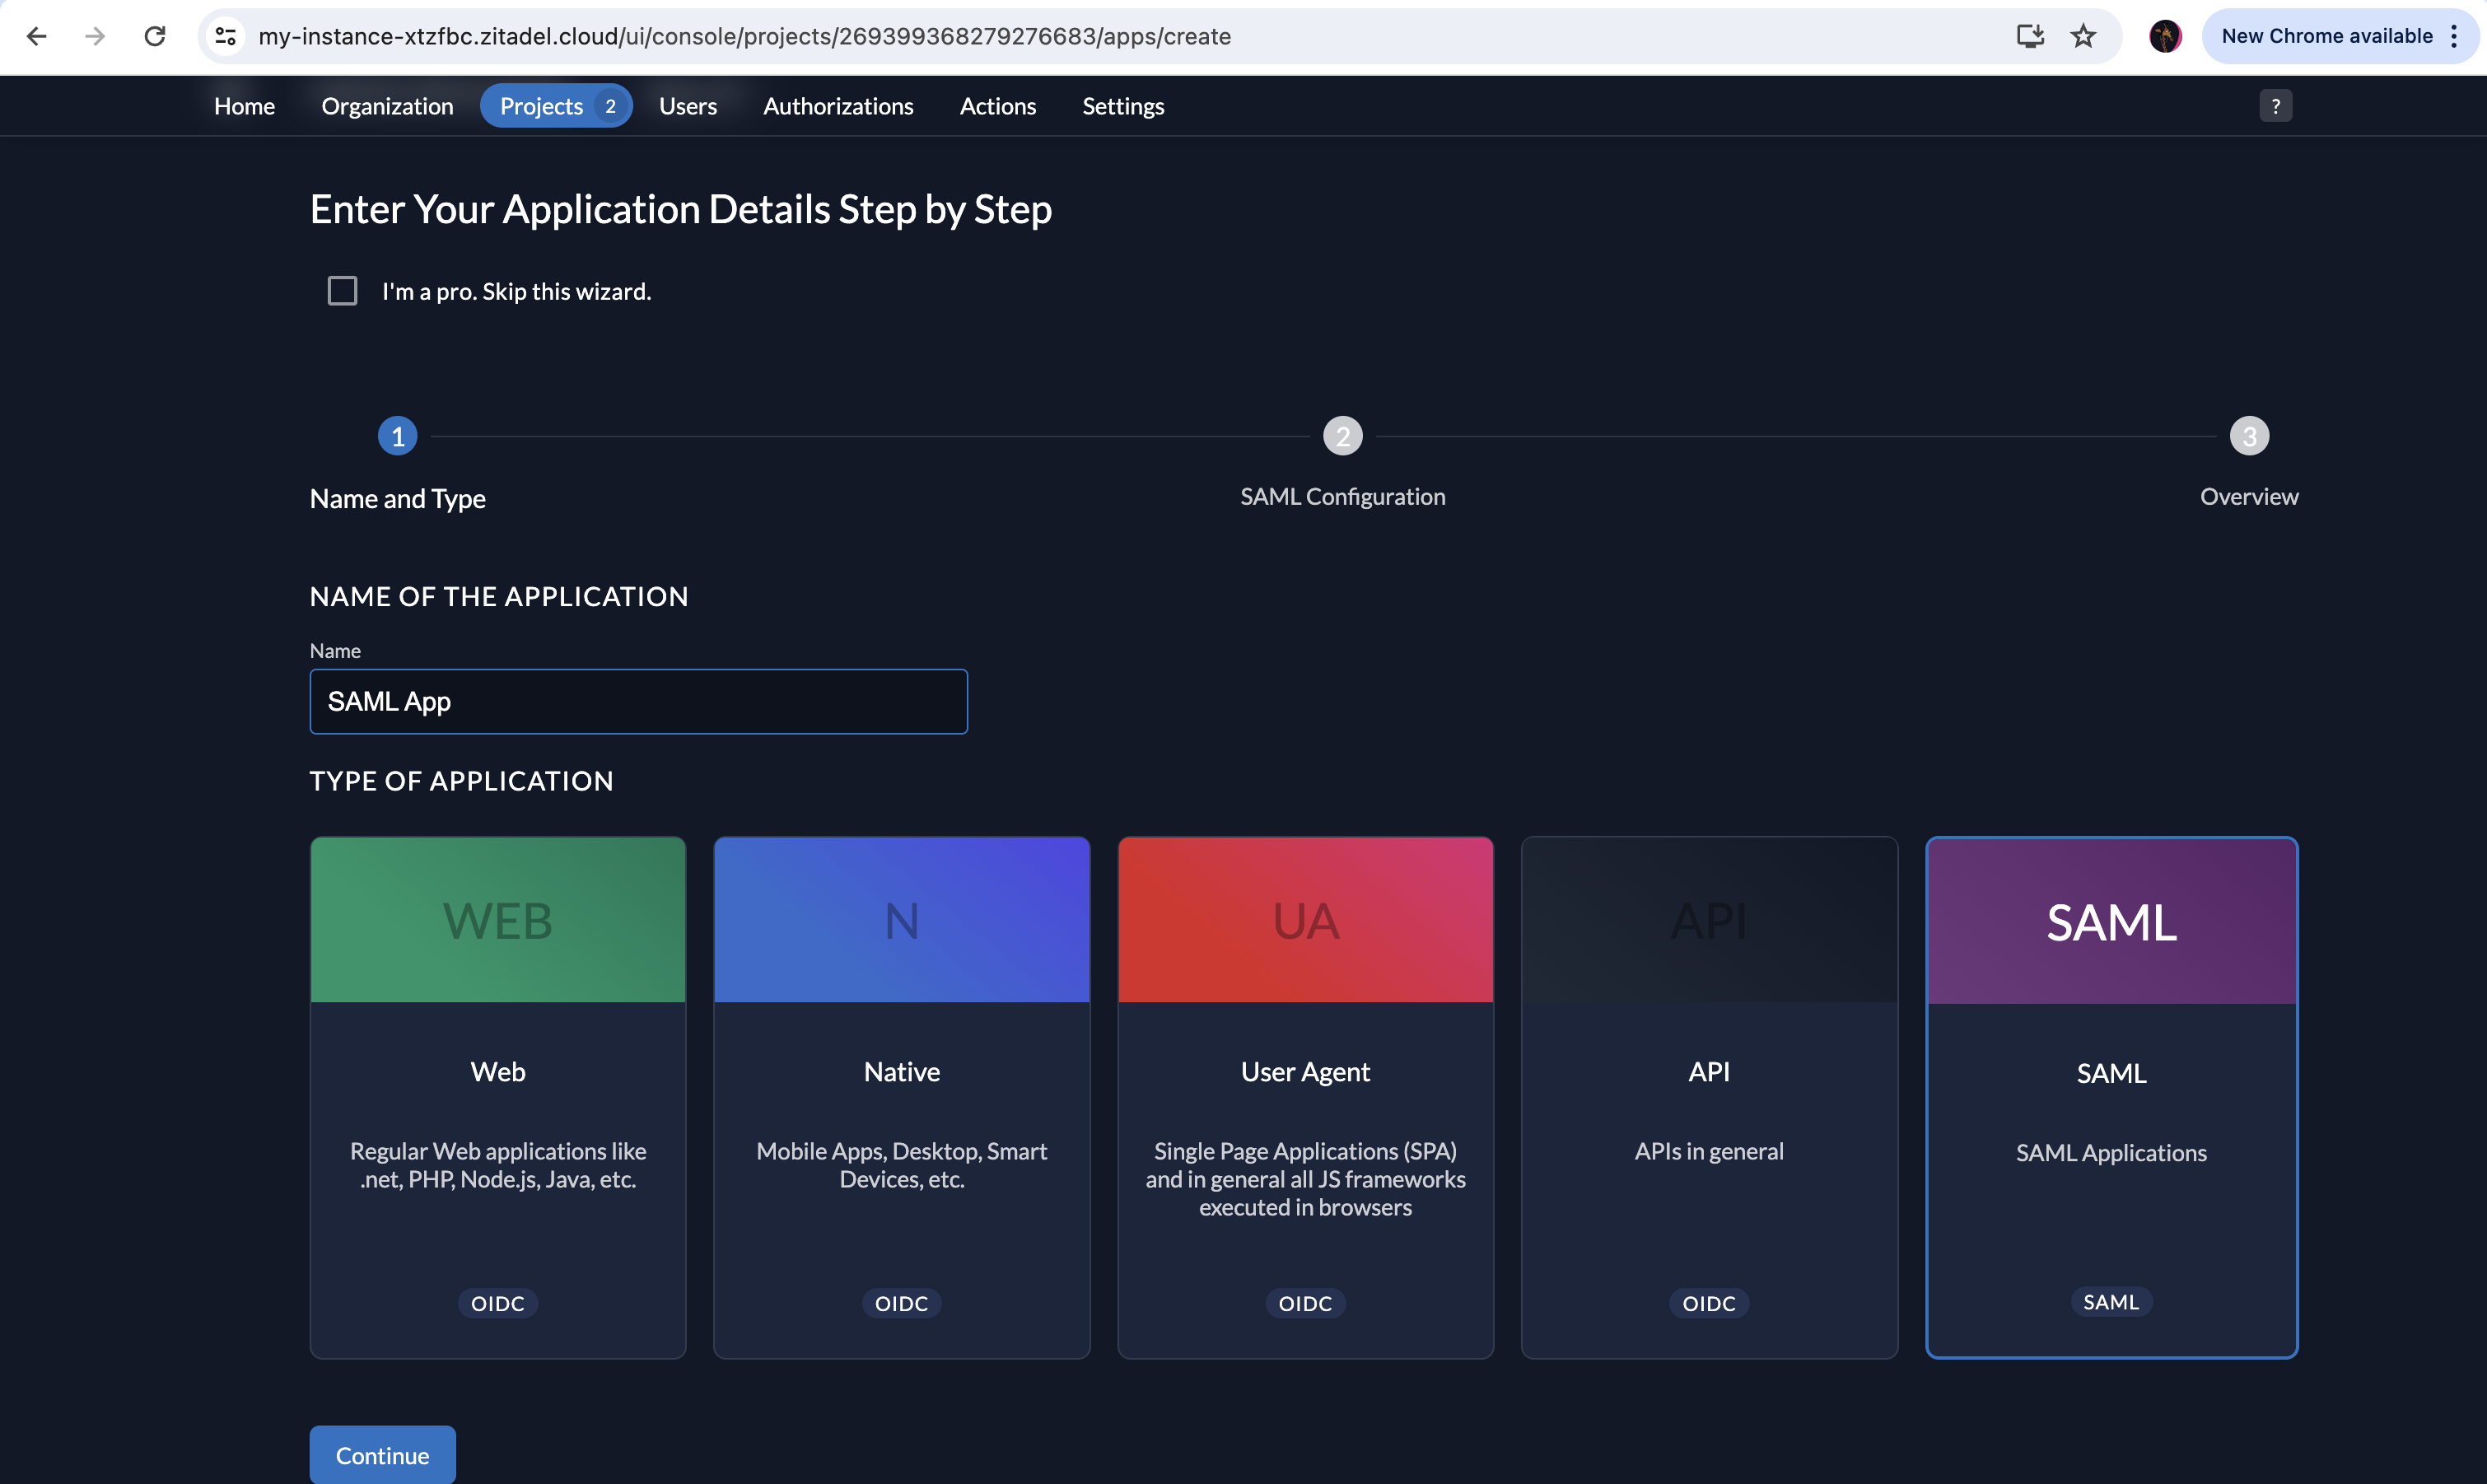 my-instance-xtzfbc.zitadel.cloud/ui/console/projects/269399368279276683/apps/create
New Chrome available
Home Organization Projects 2 Users Authorizations Actions Settings ?
Enter Your Application Details Step by Step
I'm a pro. Skip this wizard.
1 2 3
Name and Type SAML Configuration Overview
NAME OF THE APPLICATION
Name
SAML App
TYPE OF APPLICATION
WEB
Web
Regular Web applications like
.net, PHP, Node.js, Java, etc.
OIDC
N
Native
Mobile Apps, Desktop, Smart
Devices, etc.
OIDC
UA
User Agent
Single Page Applications (SPA)
and in general all JS frameworks
executed in browsers
OIDC
API
API
APIs in general
OIDC
SAML
SAML
SAML Applications
SAML
Continue